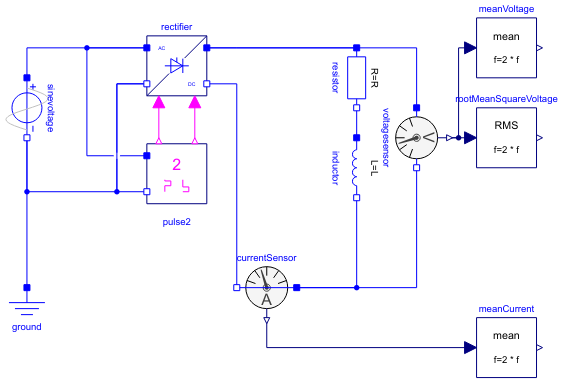 meanVoltage
mean
f=2 * f
rectifier
AC
DC
sinevoltage
+
−
resistor
R=R
voltagesensor
rootMeanSquareVoltage
RMS
f=2 * f
2
pulse2
inductor
L=L
currentSensor
A
ground
meanCurrent
mean
f=2 * f